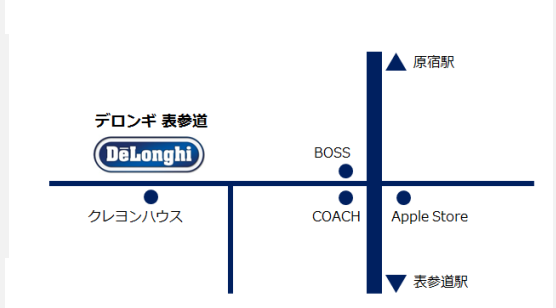 原宿駅
デロンギ 表参道
DēLonghi
BOSS
クレヨンハウス
COACH
Apple Store
表参道駅